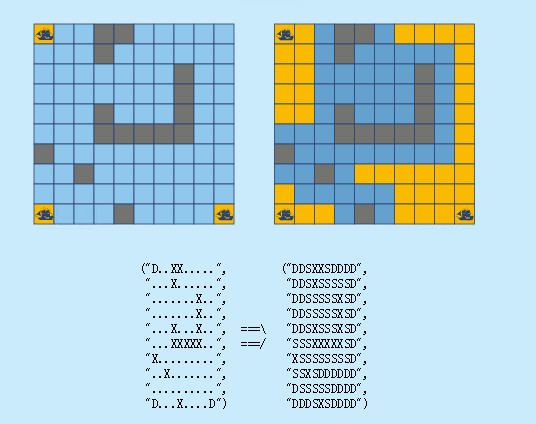 ("D..XX.....", ("DDSXXSDDDD",
"...X......", "DDSXSSSSSD",
".......X..", "DDSSSSSXSD",
".......X..", "DDSSSSSXSD",
"...X...X..", ===\ "DDSXSSSXSD",
"...XXXXX..", ===/ "SSSXXXXXSD",
"X.........", "XSSSSSSSSD",
"..X.......", "SSXSDDDDDD",
"..........", "DSSSSSDDDD",
"D...X....D") "DDDSXSDDDD")